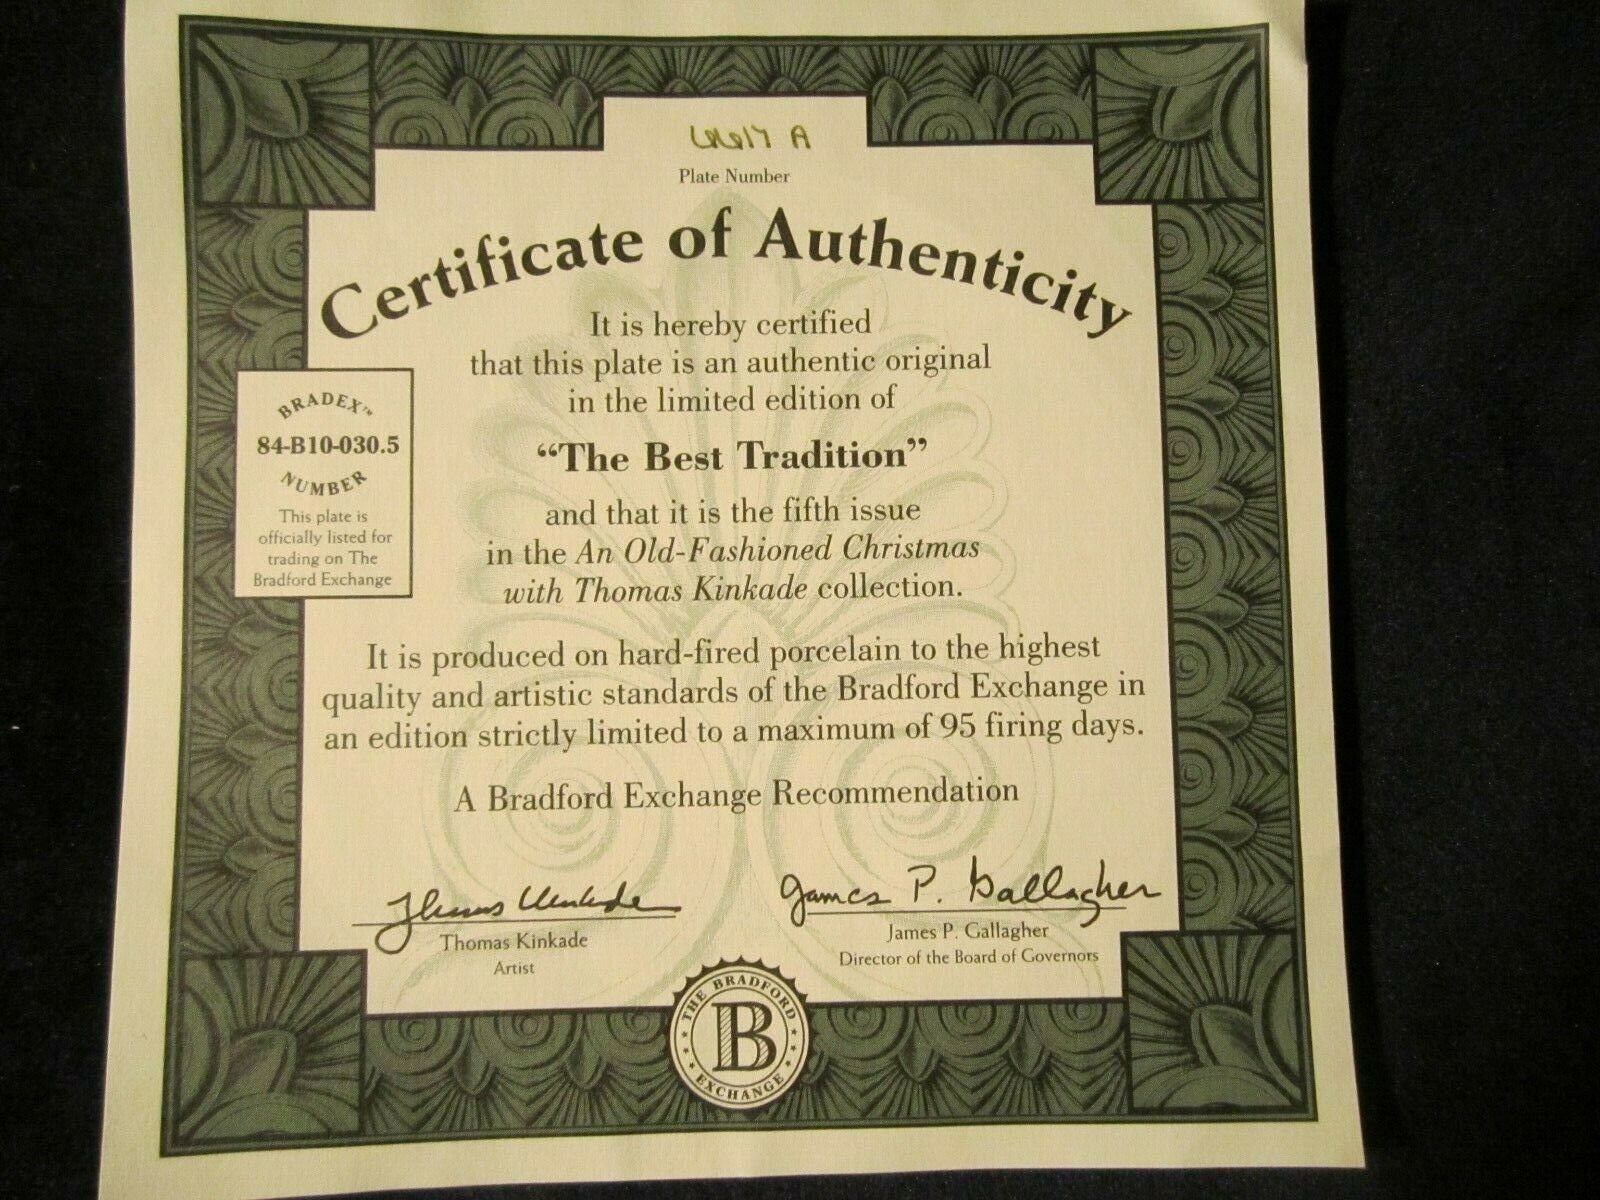 A
Plate Number
Certificate of Authenticity
It is hereby certified
that this plate is an authentic original
in the limited edition of
“The Best Tradition”
and that it is the fifth issue
in the An Old-Fashioned Christmas
with Thomas Kinkade collection.
BRADEX™
84-B10-030.5
NUMBER
This plate is
officially listed for
trading on The
Bradford Exchange
It is produced on hard-fired porcelain to the highest
quality and artistic standards of the Bradford Exchange in
an edition strictly limited to a maximum of 95 firing days.
A Bradford Exchange Recommendation
Thomas Kinkade
Thomas Kinkade
Artist
James P. Gallagher
James P. Gallagher
Director of the Board of Governors
THE BRADFORD
B
EXCHANGE